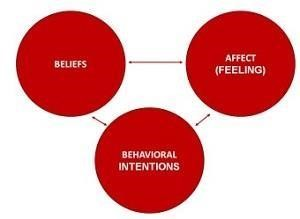 BELIEFS
AFFECT
(FEELING)
BEHAVIORAL
INTENTIONS